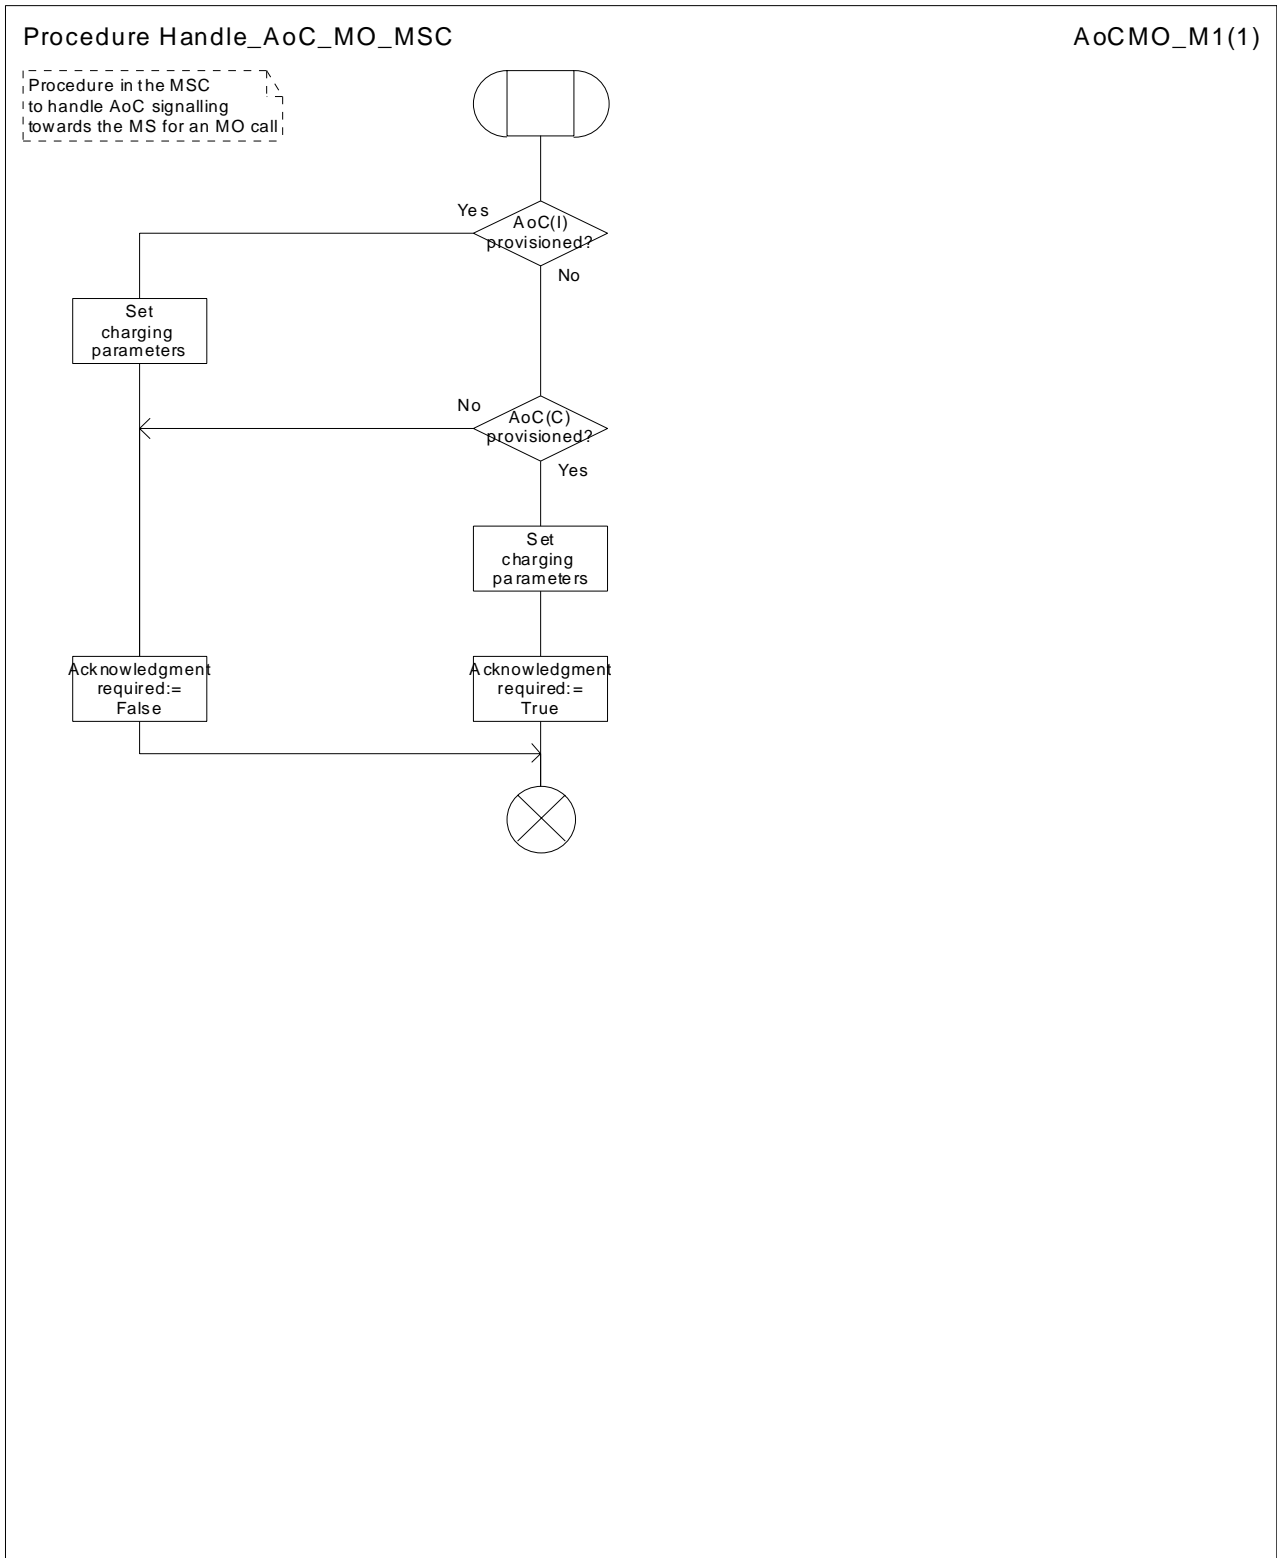 Procedure Handle_AoC_MO_MSC
AoCMO_M1(1)
Procedure in the MSC
to handle AoC signalling
towards the MS for an MO call
Yes
AoC(I)
provisioned?
No
Set
charging
parameters
No
AoC(C)
provisioned?
Yes
Set
charging
parameters
Acknowledgment
required:=
False
Acknowledgment
required:=
True